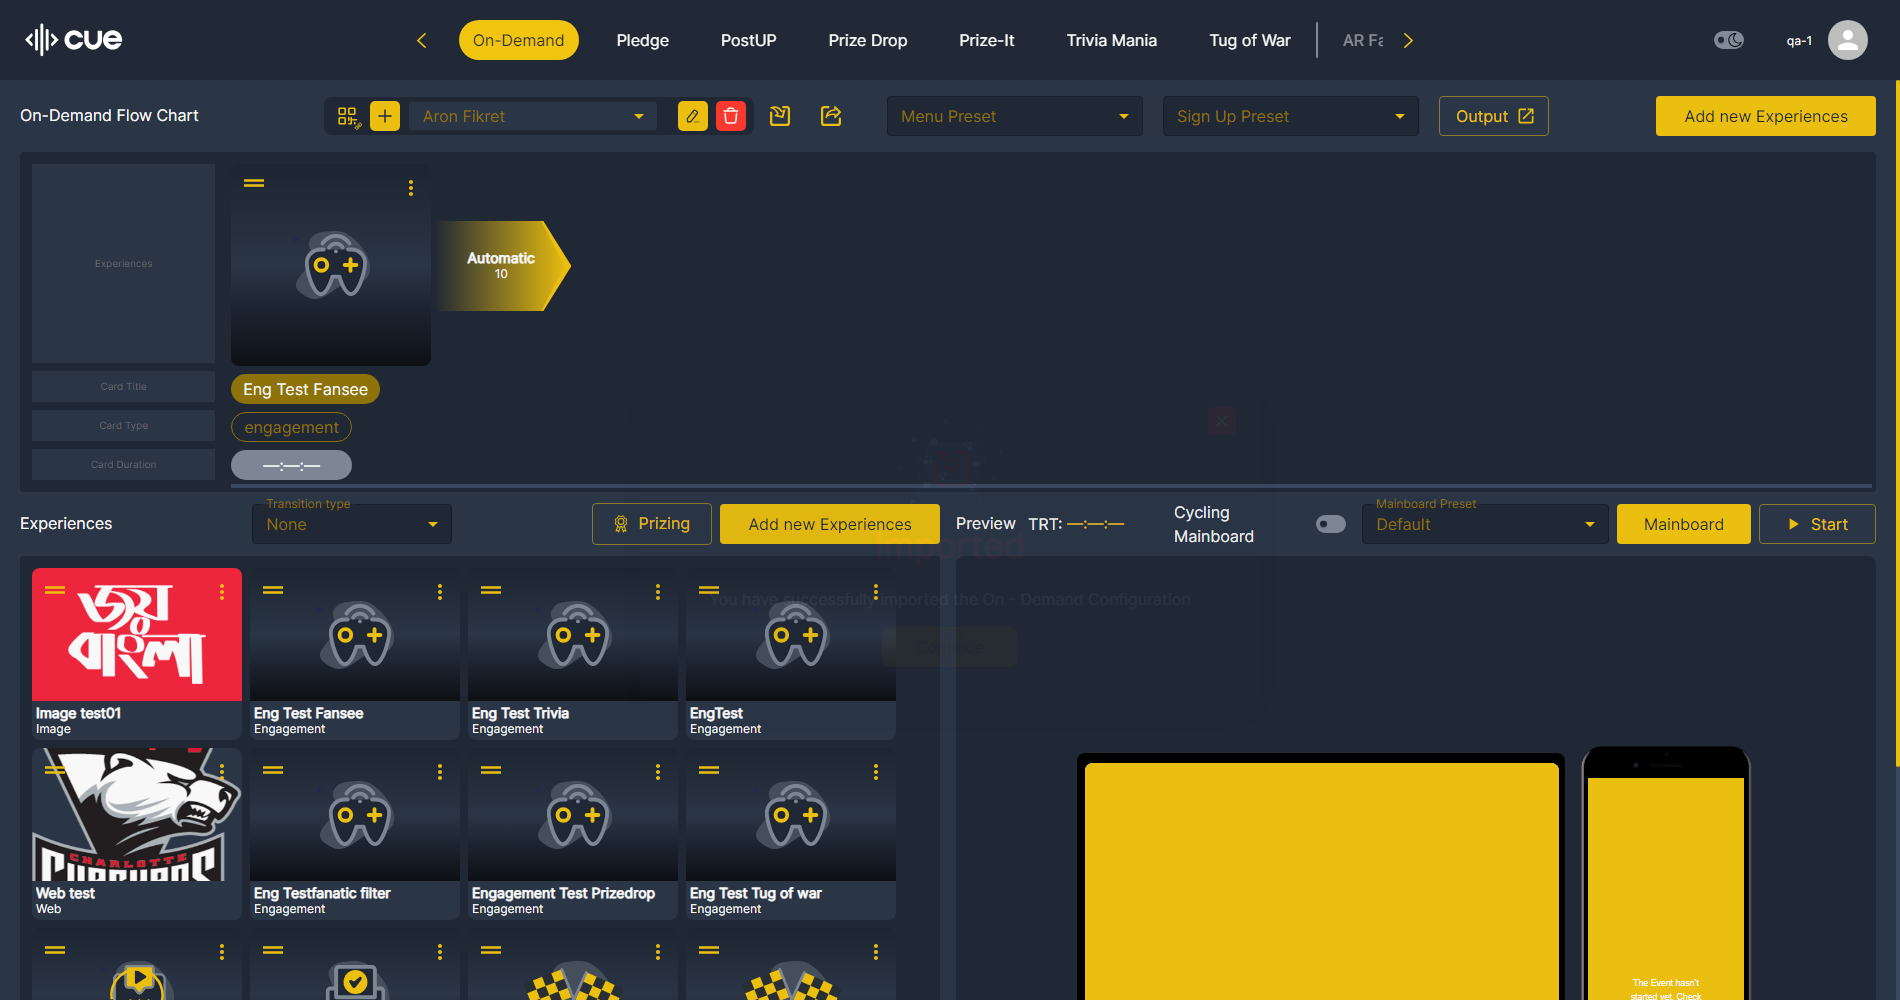 cue
On-Demand
Pledge
PostUP
Prize Drop
Prize-It
Trivia Mania
Tug of War
AR Fa
qa-1
On-Demand Flow Chart
Aron Fikret
Menu Preset
Sign Up Preset
Output
Add new Experiences
Experiences
Automatic
10
Card Title
Eng Test Fansee
Card Type
engagement
Card Duration
—:—:—
Experiences
Transition type
None
Prizing
Add new Experiences
Preview
TRT: —:—:—
Cycling
Mainboard
Mainboard Preset
Default
Mainboard
Start
Imported
You have successfully imported the On - Demand Configuration
Continue
জয়
বাংলা
Image test01
Image
Eng Test Fansee
Engagement
Eng Test Trivia
Engagement
EngTest
Engagement
CHARLOTTE
Web test
Web
Eng Testfanatic filter
Engagement
Engagement Test Prizedrop
Engagement
Eng Test Tug of war
Engagement
The Event hasn't
started yet. Check